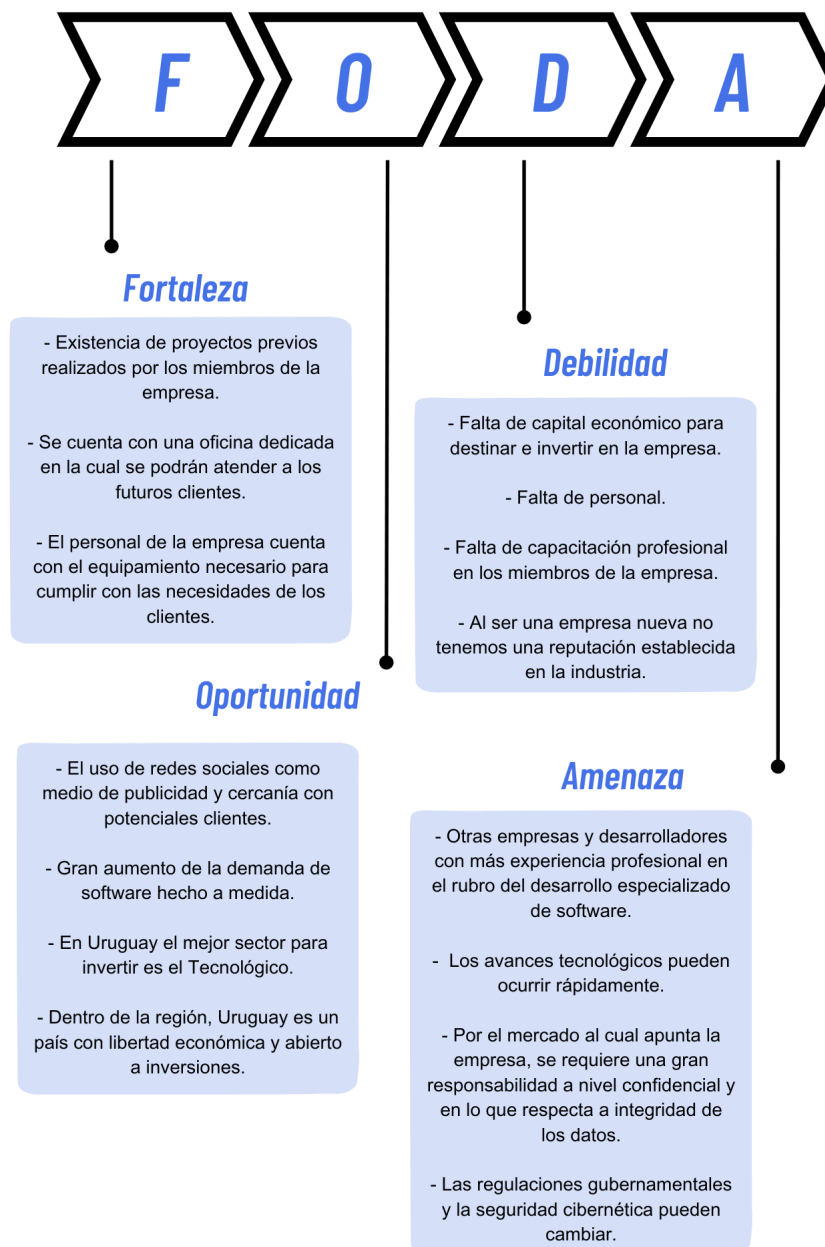 F O D A
Fortaleza
- Existencia de proyectos previos
realizados por los miembros de la
empresa.
- Se cuenta con una oficina dedicada
en la cual se podrán atender a los
futuros clientes.
- El personal de la empresa cuenta
con el equipamiento necesario para
cumplir con las necesidades de los
clientes.
Oportunidad
- El uso de redes sociales como
medio de publicidad y cercanía con
potenciales clientes.
- Gran aumento de la demanda de
software hecho a medida.
- En Uruguay el mejor sector para
invertir es el Tecnológico.
- Dentro de la región, Uruguay es un
país con libertad económica y abierto
a inversiones.
Debilidad
- Falta de capital económico para
destinar e invertir en la empresa.
- Falta de personal.
- Falta de capacitación profesional
en los miembros de la empresa.
- Al ser una empresa nueva no
tenemos una reputación establecida
en la industria.
Amenaza
- Otras empresas y desarrolladores
con más experiencia profesional en
el rubro del desarrollo especializado
de software.
- Los avances tecnológicos pueden
ocurrir rápidamente.
- Por el mercado al cual apunta la
empresa, se requiere una gran
responsabilidad a nivel confidencial y
en lo que respecta a integridad de
los datos.
- Las regulaciones gubernamentales
y la seguridad cibernética pueden
cambiar.